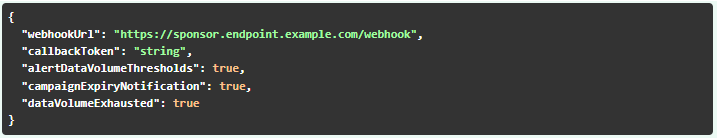 {
  "webhookUrl": "https://sponsor.endpoint.example.com/webhook",
  "callbackToken": "string",
  "alertDataVolumeThresholds": true,
  "campaignExpiryNotification": true,
  "dataVolumeExhausted": true
}